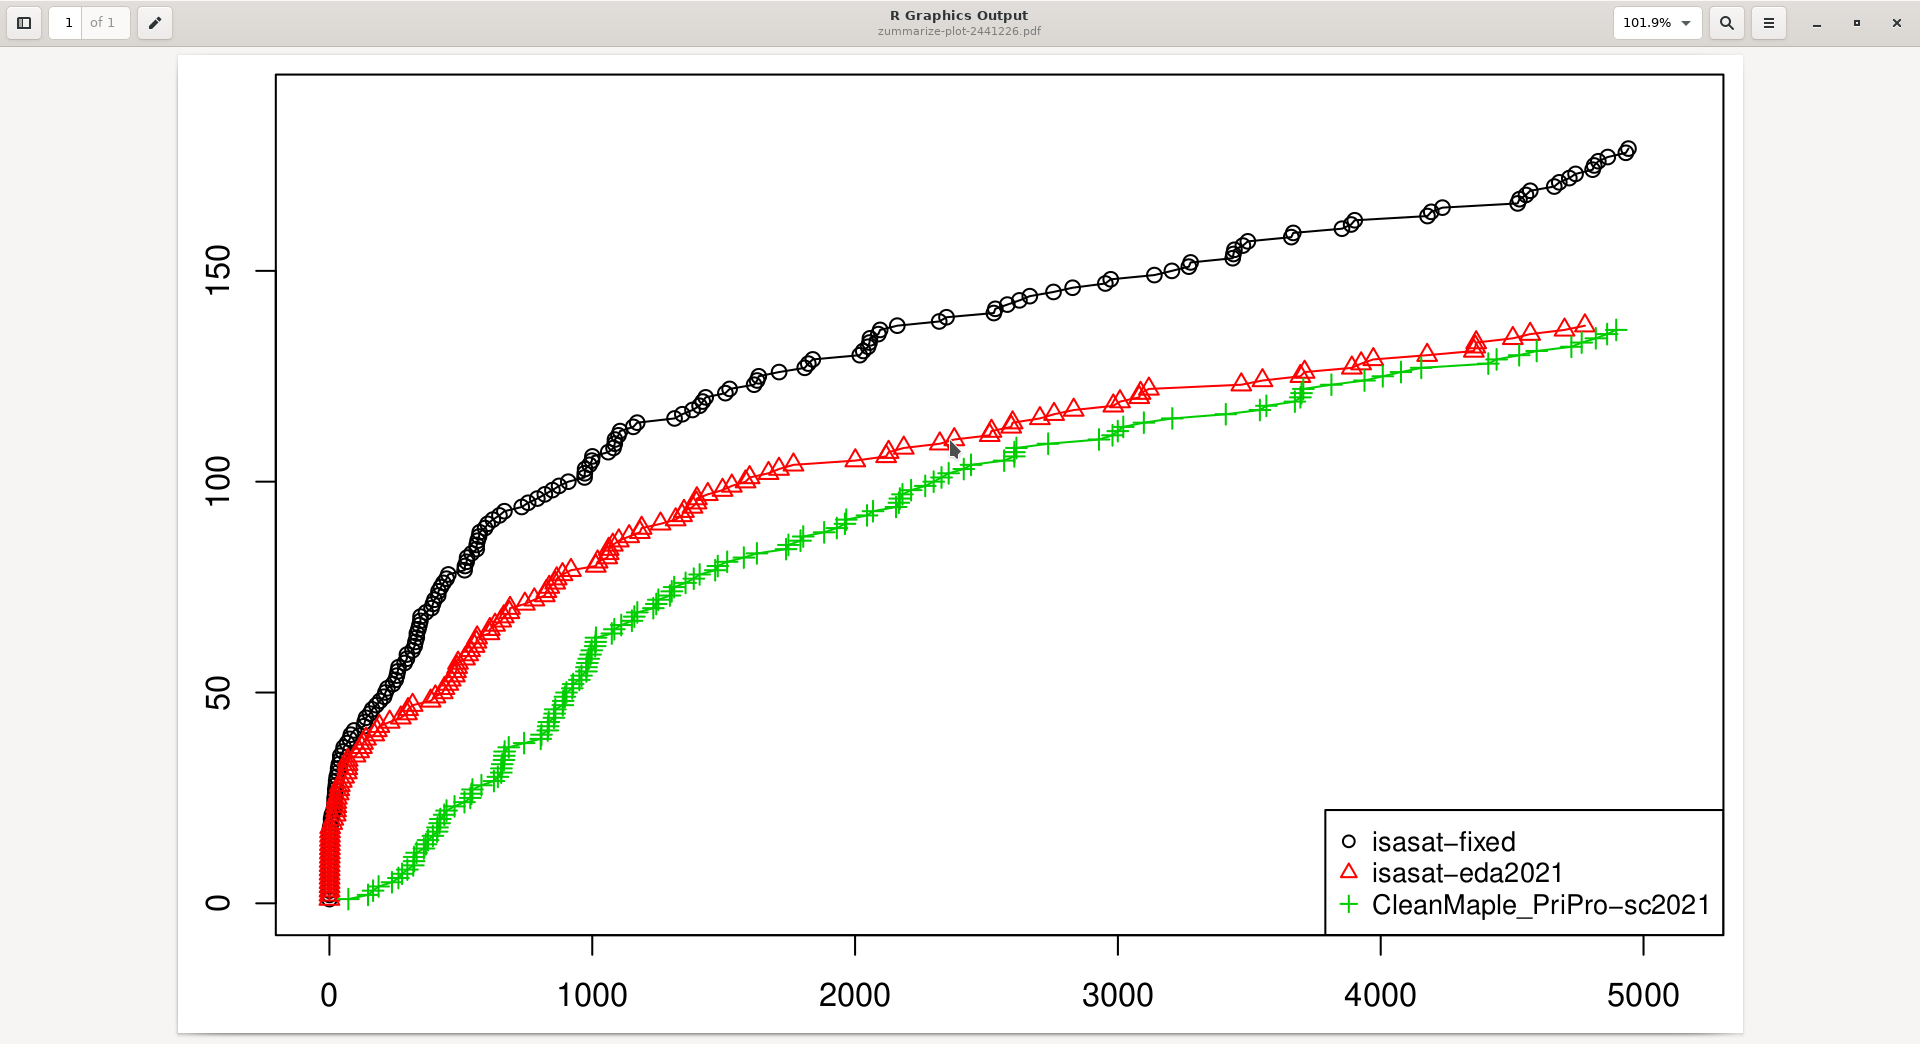 R Graphics Output
zummarize-plot-2441226.pdf
1 of 1
101.9%
150
100
50
0
isasat-fixed
isasat-eda2021
CleanMaple_PriPro-sc2021
0 1000 2000 3000 4000 5000